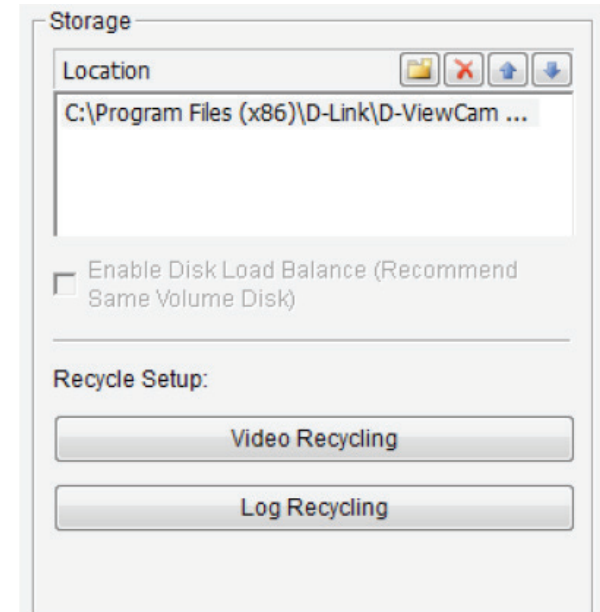 Storage
Location
C:\Program Files (x86)\D-Link\D-ViewCam ...
Enable Disk Load Balance (Recommend
Same Volume Disk)
Recycle Setup:
Video Recycling
Log Recycling